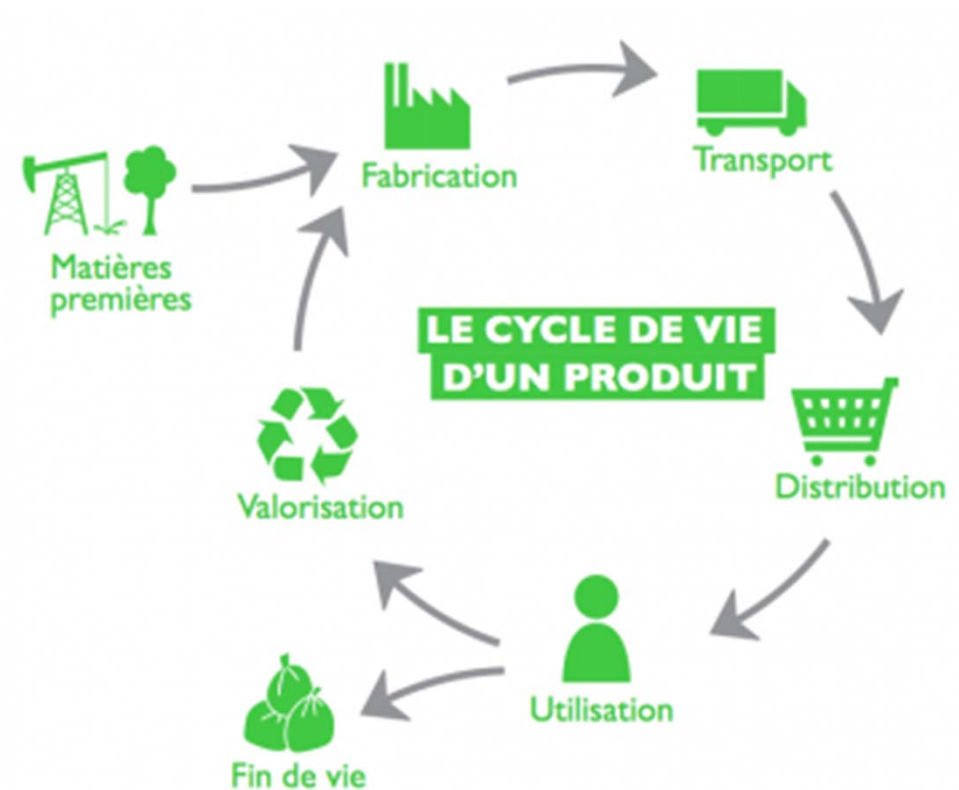 Fabrication
Transport
Matières
premières
LE CYCLE DE VIE
D'UN PRODUIT
Distribution
Valorisation
Utilisation
Fin de vie